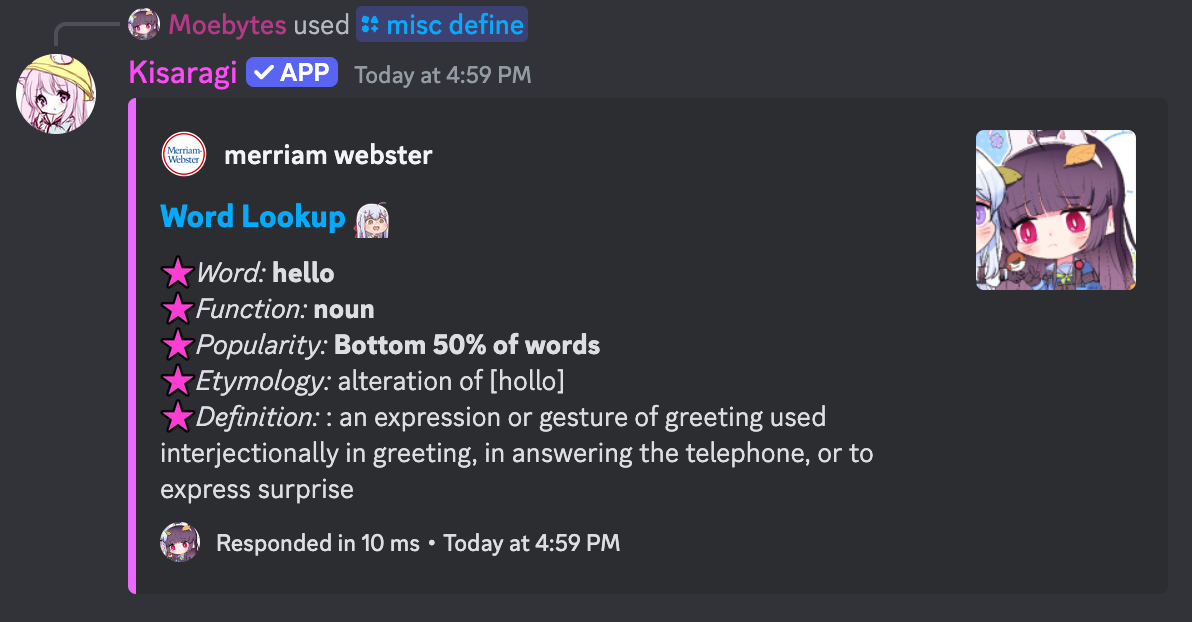 Moebytes used misc define
Kisaragi ✓ APP Today at 4:59 PM
Merriam-
Webster
merriam webster
Word Lookup
Word: hello
Function: noun
Popularity: Bottom 50% of words
Etymology: alteration of [hollo]
Definition: : an expression or gesture of greeting used
interjectionally in greeting, in answering the telephone, or to
express surprise
Responded in 10 ms • Today at 4:59 PM